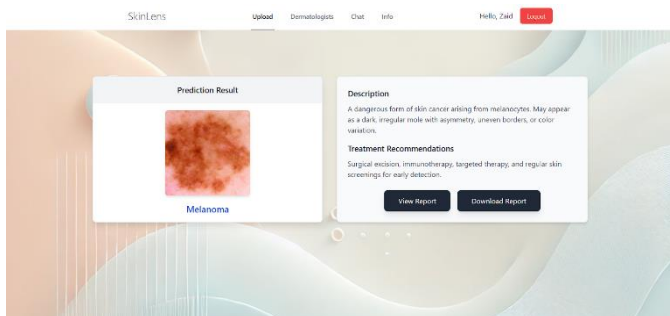 SkinLens
Upload Dermatologists Chat Info
Hello, Zaid Logout
Prediction Result
Melanoma
Description
A dangerous form of skin cancer arising from melanocytes. May appear
as a dark, irregular mole with asymmetry, uneven borders, or color
variation.
Treatment Recommendations
Surgical excision, immunotherapy, targeted therapy, and regular skin
screenings for early detection.
View Report Download Report